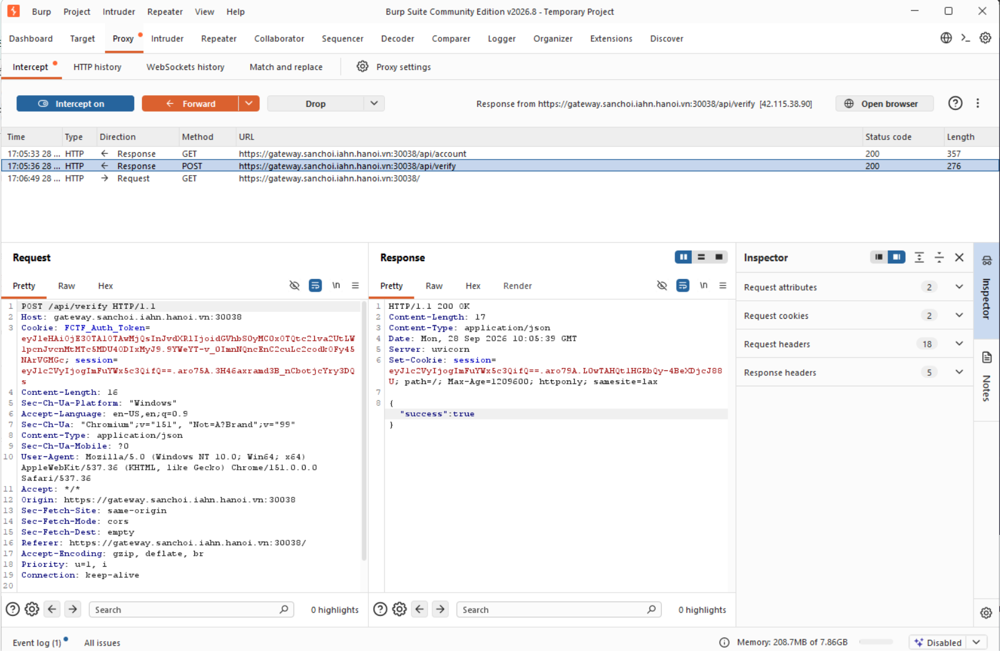 Burp Project Intruder Repeater View Help
Burp Suite Community Edition v2026.8 - Temporary Project
Dashboard Target Proxy Intruder Repeater Collaborator Sequencer Decoder Comparer Logger Organizer Extensions Discover
Intercept HTTP history WebSockets history Match and replace Proxy settings
Intercept on Forward Drop Response from https://gateway.sanchoi.iahn.hanoi.vn:30038/api/verify [42.115.38.90] Open browser
Time Type Direction Method URL Status code Length
17:05:33 28 ... HTTP ← Response GET https://gateway.sanchoi.iahn.hanoi.vn:30038/api/account 200 357
17:05:36 28 ... HTTP ← Response POST https://gateway.sanchoi.iahn.hanoi.vn:30038/api/verify 200 276
17:06:49 28 ... HTTP → Request GET https://gateway.sanchoi.iahn.hanoi.vn:30038/
Request
Pretty Raw Hex
\n
1 POST /api/verify HTTP/1.1
2 Host: gateway.sanchoi.iahn.hanoi.vn:30038
3 Cookie: FCTF_Auth_Token=
4 Content-Length: 16
5 Sec-Ch-Ua-Platform: "Windows"
6 Accept-Language: en-US,en;q=0.9
7 Sec-Ch-Ua: "Chromium";v="151", "Not=A?Brand";v="99"
8 Content-Type: application/json
9 Sec-Ch-Ua-Mobile: ?0
10 User-Agent: Mozilla/5.0 (Windows NT 10.0; Win64; x64)
AppleWebKit/537.36 (KHTML, like Gecko) Chrome/151.0.0.0
Safari/537.36
11 Accept: */*
12 Origin: https://gateway.sanchoi.iahn.hanoi.vn:30038
13 Sec-Fetch-Site: same-origin
14 Sec-Fetch-Mode: cors
15 Sec-Fetch-Dest: empty
16 Referer: https://gateway.sanchoi.iahn.hanoi.vn:30038/
17 Accept-Encoding: gzip, deflate, br
18 Priority: u=1, i
19 Connection: keep-alive
20
Search
0 highlights
Response
Pretty Raw Hex Render
\n
1 HTTP/1.1 200 OK
2 Content-Length: 17
3 Content-Type: application/json
4 Date: Mon, 28 Sep 2026 10:05:39 GMT
5 Server: uvicorn
6 Set-Cookie: session=
path=/; Max-Age=1209600; httponly; samesite=lax
7
8 {
"success":true
}
Search
0 highlights
Inspector
Request attributes 2
Request cookies 2
Request headers 18
Response headers 5
Inspector
Notes
Event log (1) All issues
Memory: 208.7MB of 7.86GB
Disabled